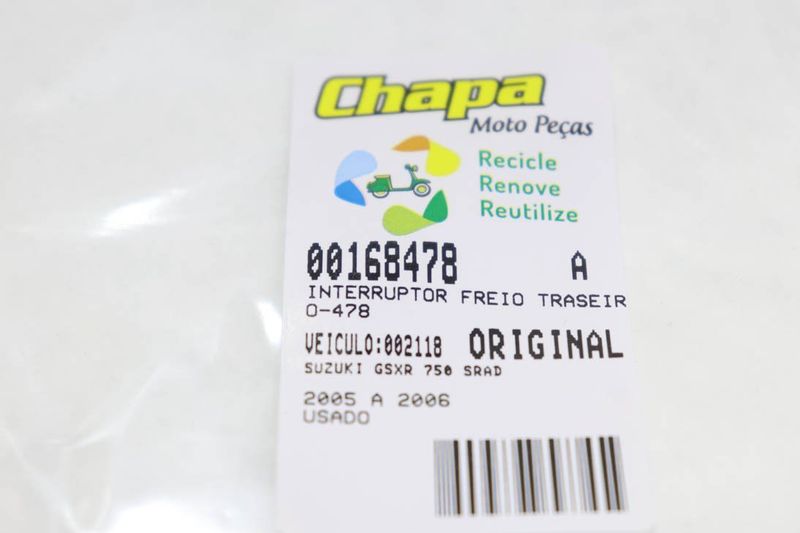 Chapa
Moto Peças
Recicle
Renove
Reutilize
00168478 A
INTERRUPTOR FREIO TRASEIR
O-478
VEICULO:002118 ORIGINAL
SUZUKI GSXR 750 SRAD
2005 A 2006
USADO